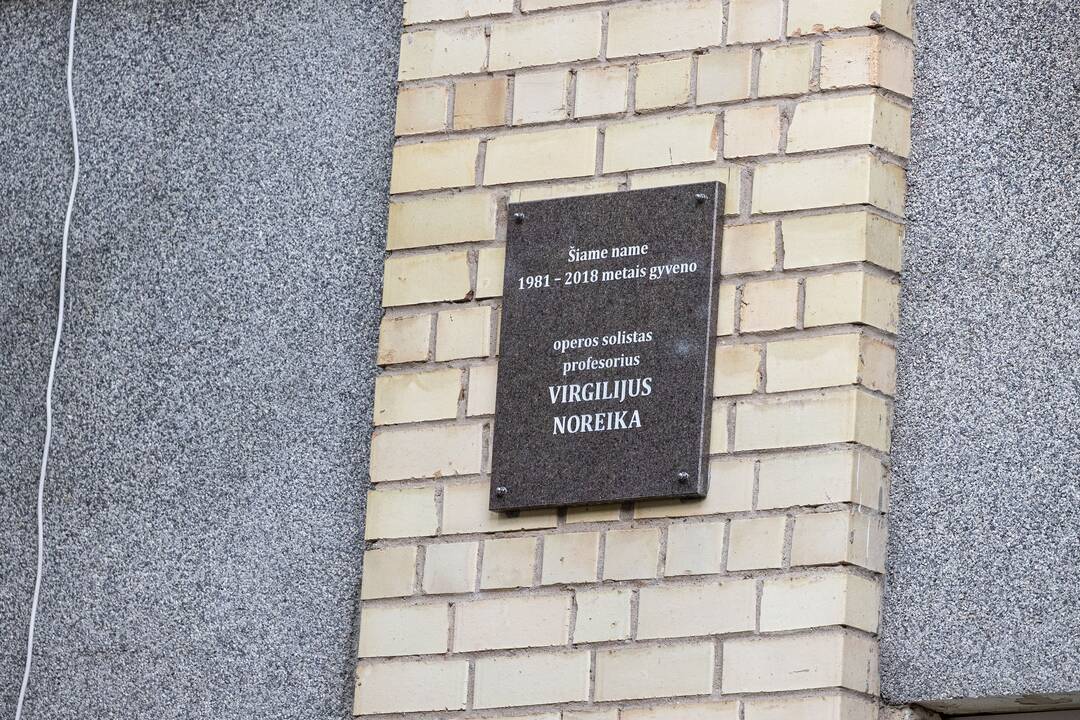 Šiame name
1981 – 2018 metais gyveno
operos solistas
profesorius
VIRGILIJUS
NOREIKA